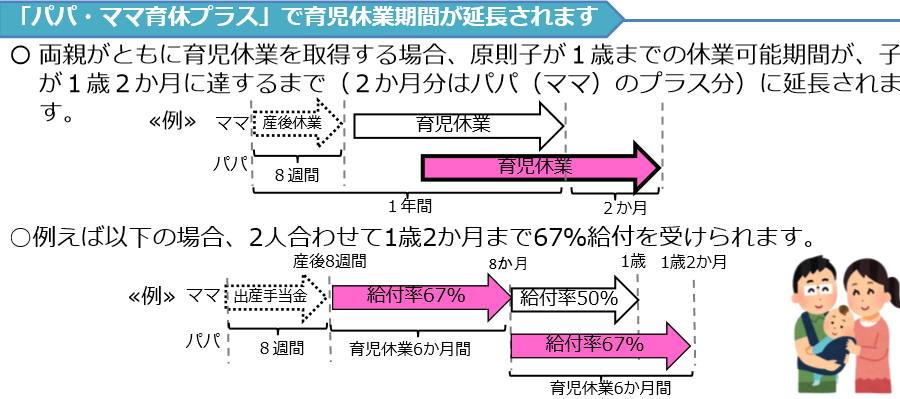 「パパ・ママ育休プラス」で育児休業期間が延長されます
〇 両親がともに育児休業を取得する場合、原則子が１歳までの休業可能期間が、子
が１歳２か月に達するまで（２か月分はパパ（ママ）のプラス分）に延長されま
す。
≪例≫ ママ 産後休業 育児休業
パパ 育児休業
８週間
１年間 ２か月
○例えば以下の場合、2人合わせて1歳2か月まで67%給付を受けられます。
産後8週間 8か月 1歳 1歳2か月
≪例≫ ママ 出産手当金 給付率67% 給付率50%
パパ 給付率67%
８週間 育児休業6か月間
育児休業6か月間